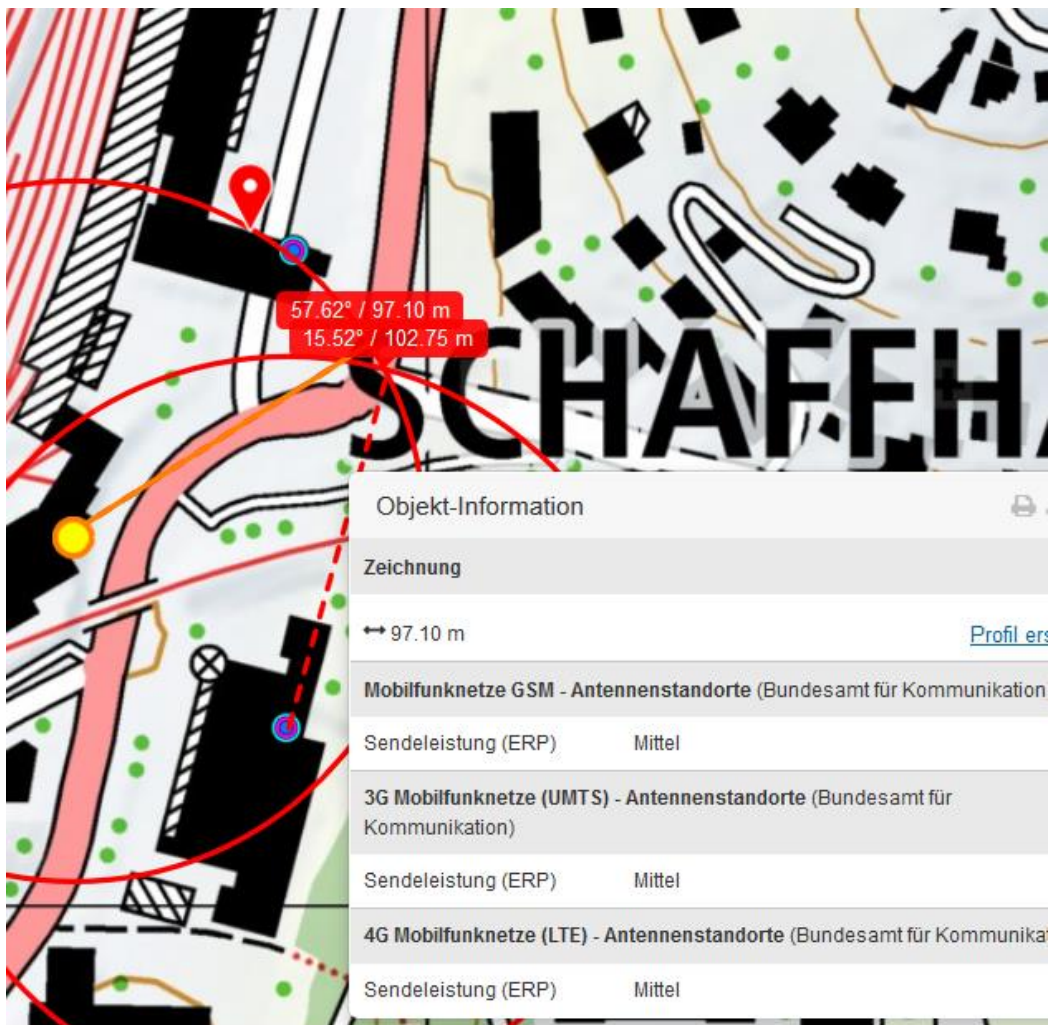 57.62° / 97.10 m
15.52° / 102.75 m
SCHAFFHA
Objekt-Information
Zeichnung
97.10 m
Profil ers
Mobilfunknetze GSM - Antennenstandorte (Bundesamt für Kommunikation
Sendeleistung (ERP) Mittel
3G Mobilfunknetze (UMTS) - Antennenstandorte (Bundesamt für
Kommunikation)
Sendeleistung (ERP) Mittel
4G Mobilfunknetze (LTE) - Antennenstandorte (Bundesamt für Kommunikat
Sendeleistung (ERP) Mittel